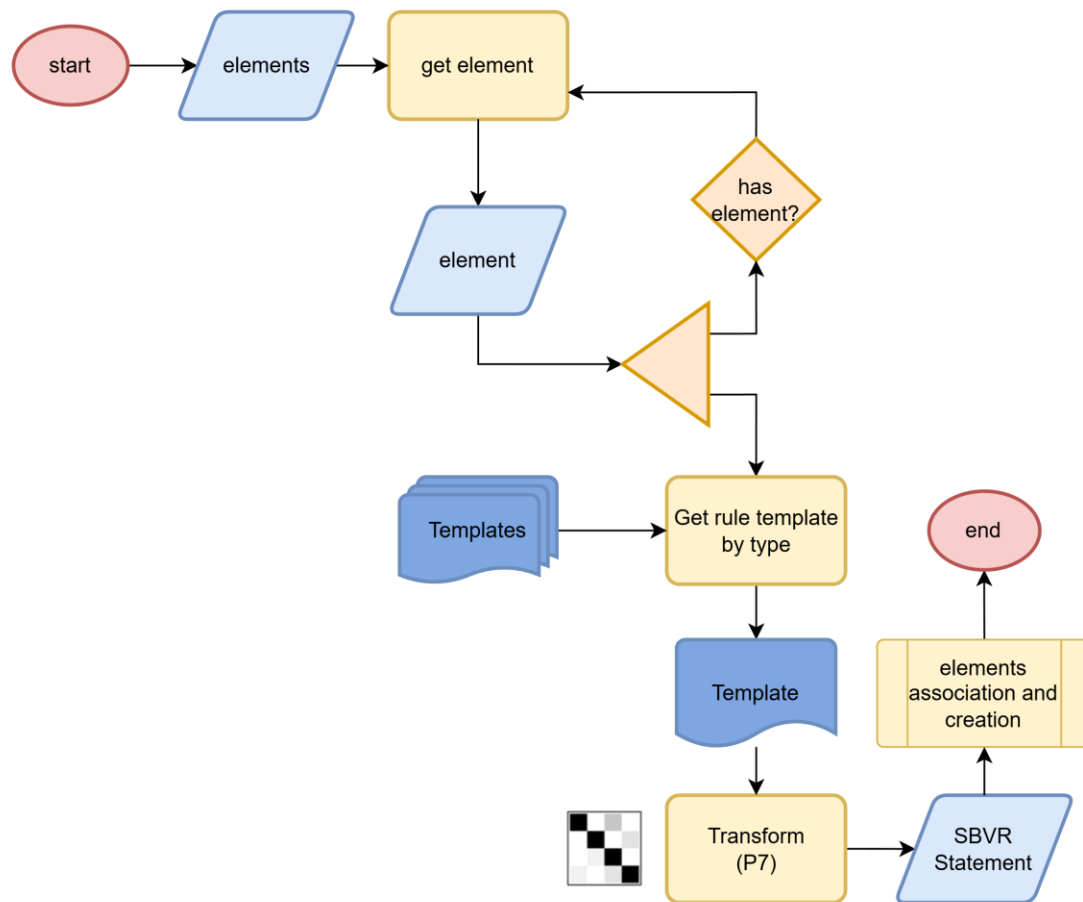 start
elements
get element
has
element?
element
Templates
Get rule template
by type
end
Template
elements
association and
creation
Transform
(P7)
SBVR
Statement